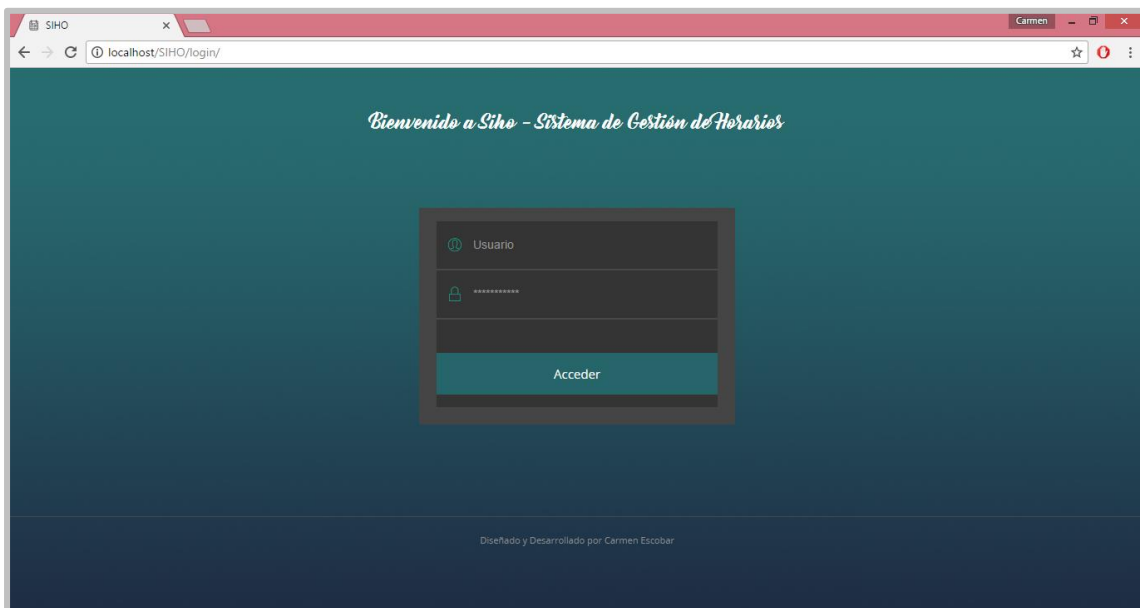 SIHO
Carmen
localhost/SIHO/login/
Bienvenido a Siho - Sistema de Gestión de Horarios
Usuario
***********
Acceder
Diseñado y Desarrollado por Carmen Escobar